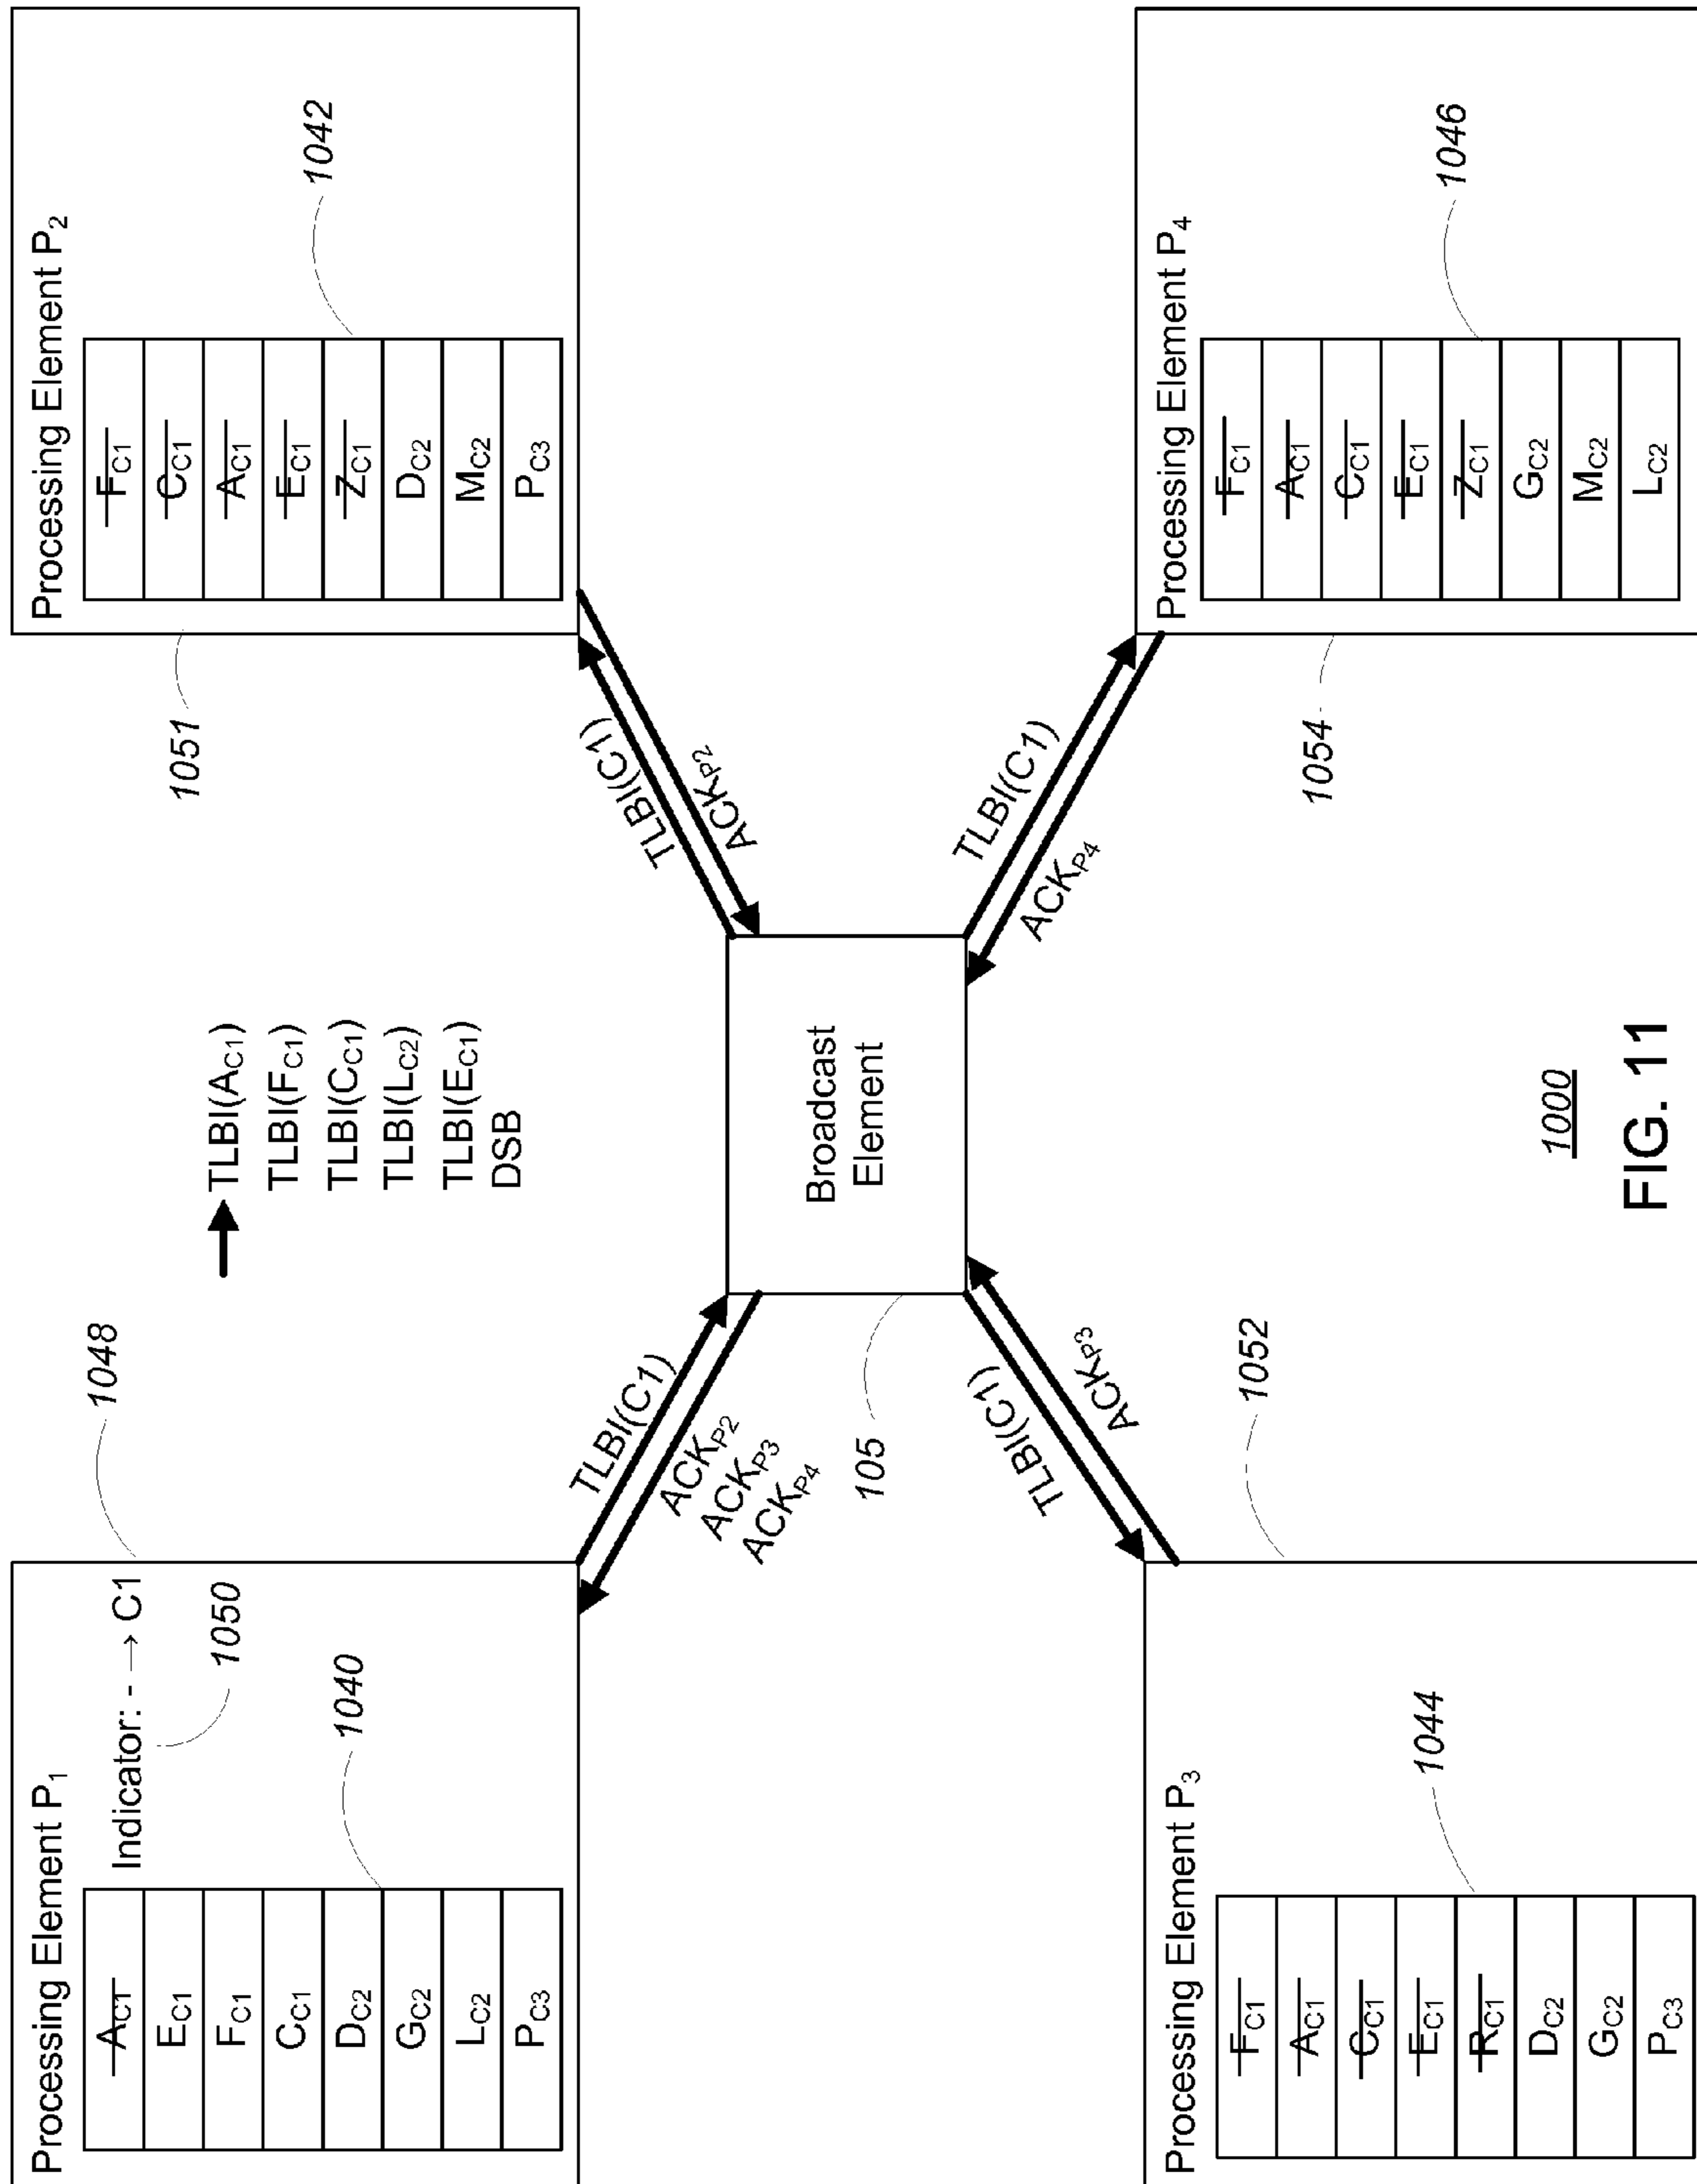 Processing Element P1
Indicator: - → C1
AC1
EC1
FC1
CC1
DC2
GC2
LC2
PC3
1048
1050
1040
TLBI(AC1)
TLBI(FC1)
TLBI(CC1)
TLBI(LC2)
TLBI(EC1)
DSB
Processing Element P2
FC1
CC1
AC1
EC1
ZC1
DC2
MC2
PC3
1051
1042
TLBI(C1)
ACKP2
ACKP3
ACKP4
TLBI(C1)
ACKP2
Broadcast
Element
105
TLBI(C1)
ACKP3
TLBI(C1)
ACKP4
Processing Element P3
FC1
AC1
CC1
EC1
RC1
DC2
GC2
PC3
1044
1052
Processing Element P4
FC1
AC1
CC1
EC1
ZC1
GC2
MC2
LC2
1054
1046
1000
FIG. 11